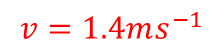 v = 1.4ms⁻¹